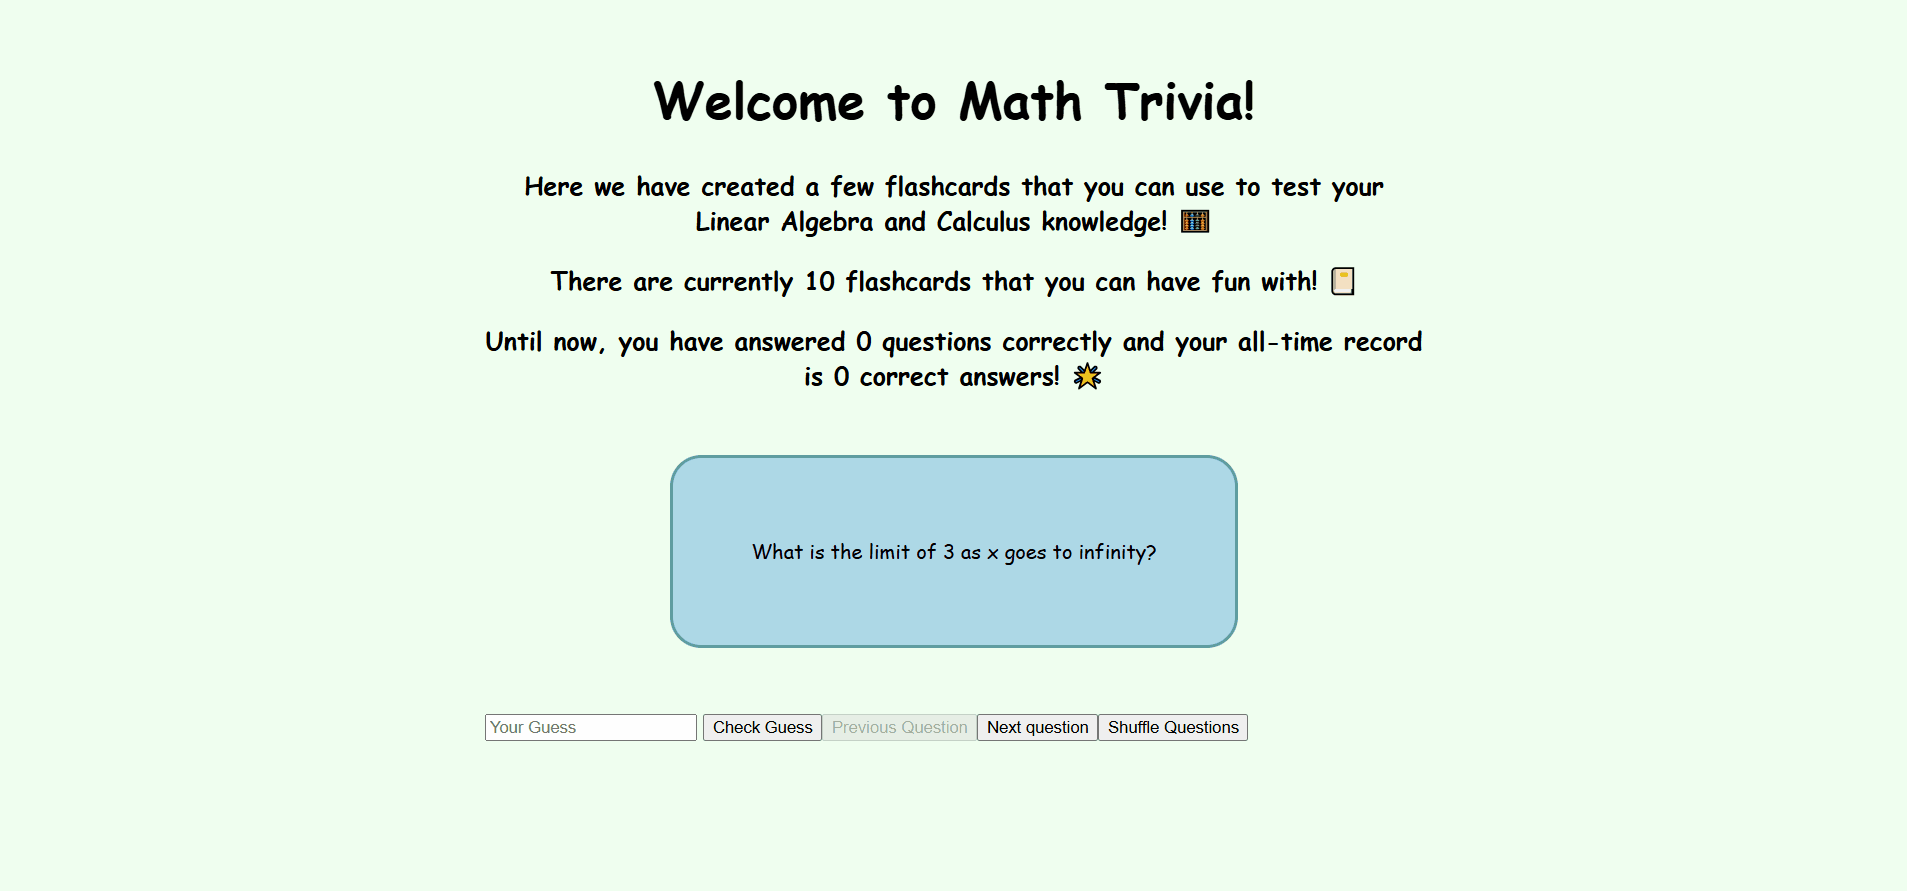 Welcome to Math Trivia!
Here we have created a few flashcards that you can use to test your
Linear Algebra and Calculus knowledge! 🧮
There are currently 10 flashcards that you can have fun with! 📔
Until now, you have answered 0 questions correctly and your all-time record
is 0 correct answers! 🌟
What is the limit of 3 as x goes to infinity?
Your Guess Check Guess Previous Question Next question Shuffle Questions